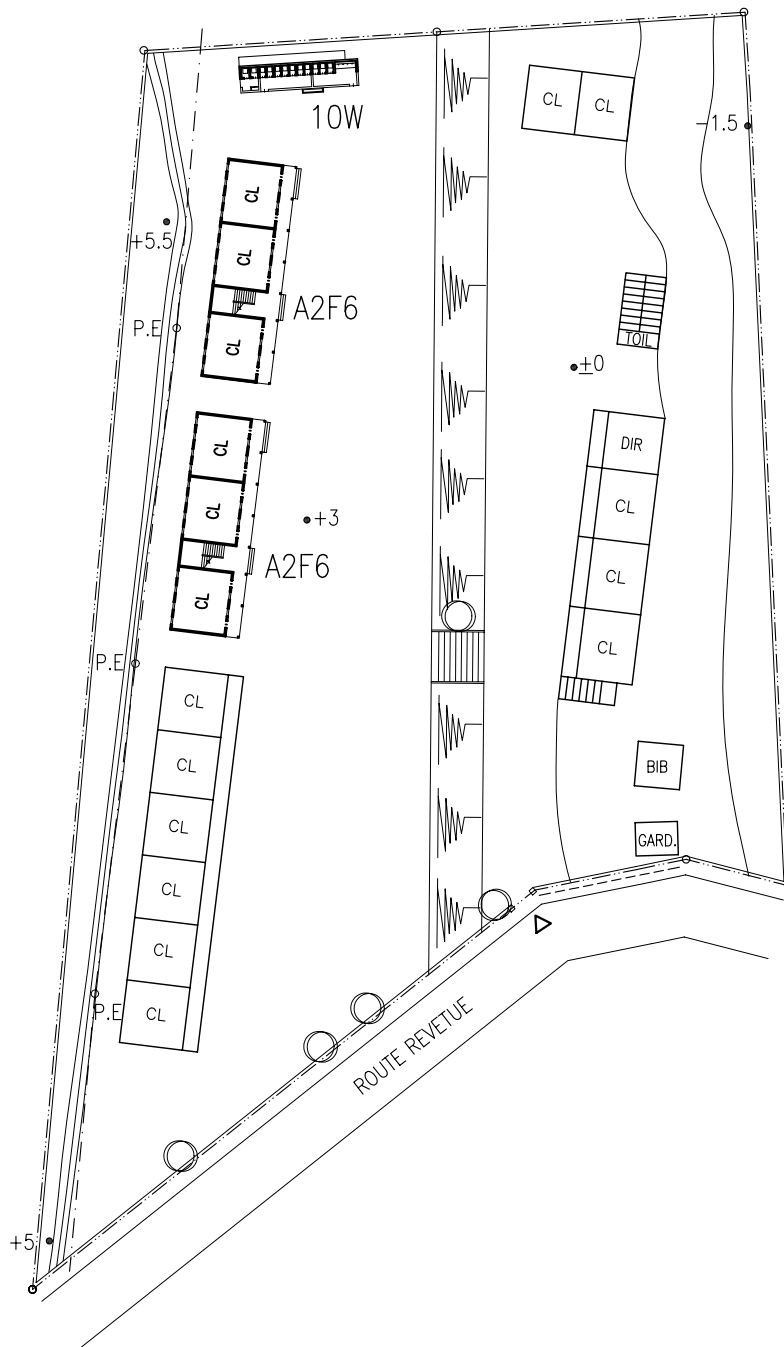 CL CL
10W
-1.5
CL
+5.5
CL
A2F6
P.E
CL
TOIL
±0
CL
DIR
CL
+3
CL
A2F6
CL
CL
P.E
CL
CL
CL
BIB
CL
GARD.
CL
CL
P.E
CL
ROUTE REVETUE
+5